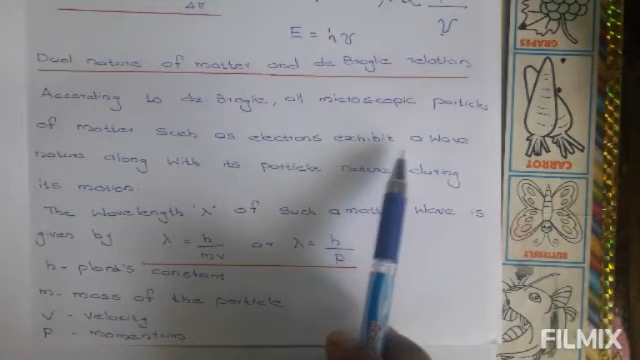 E = hν
Dual nature of matter and de Broglie relation
According to de Broglie, all microscopic particles
of matter such as electrons exhibit a wave
nature along with its particle nature during
its motion.
The wavelength 'λ' of such a matter wave is
given by λ = h/mv or λ = h/p
h - plank's constant
m - mass of the particle
V - velocity
P - momentum
GRAPES
CARROT
BUTTERFLY
FILMIX